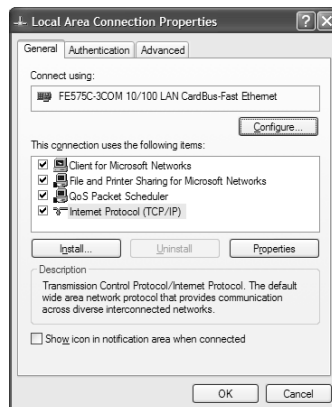 Local Area Connection Properties
General Authentication Advanced
Connect using:
FE575C-3COM 10/100 LAN CardBus-Fast Ethernet
Configure...
This connection uses the following items:
Client for Microsoft Networks
File and Printer Sharing for Microsoft Networks
QoS Packet Scheduler
Internet Protocol (TCP/IP)
Install... Uninstall Properties
Description
Transmission Control Protocol/Internet Protocol. The default
wide area network protocol that provides communication
across diverse interconnected networks.
Show icon in notification area when connected
OK Cancel